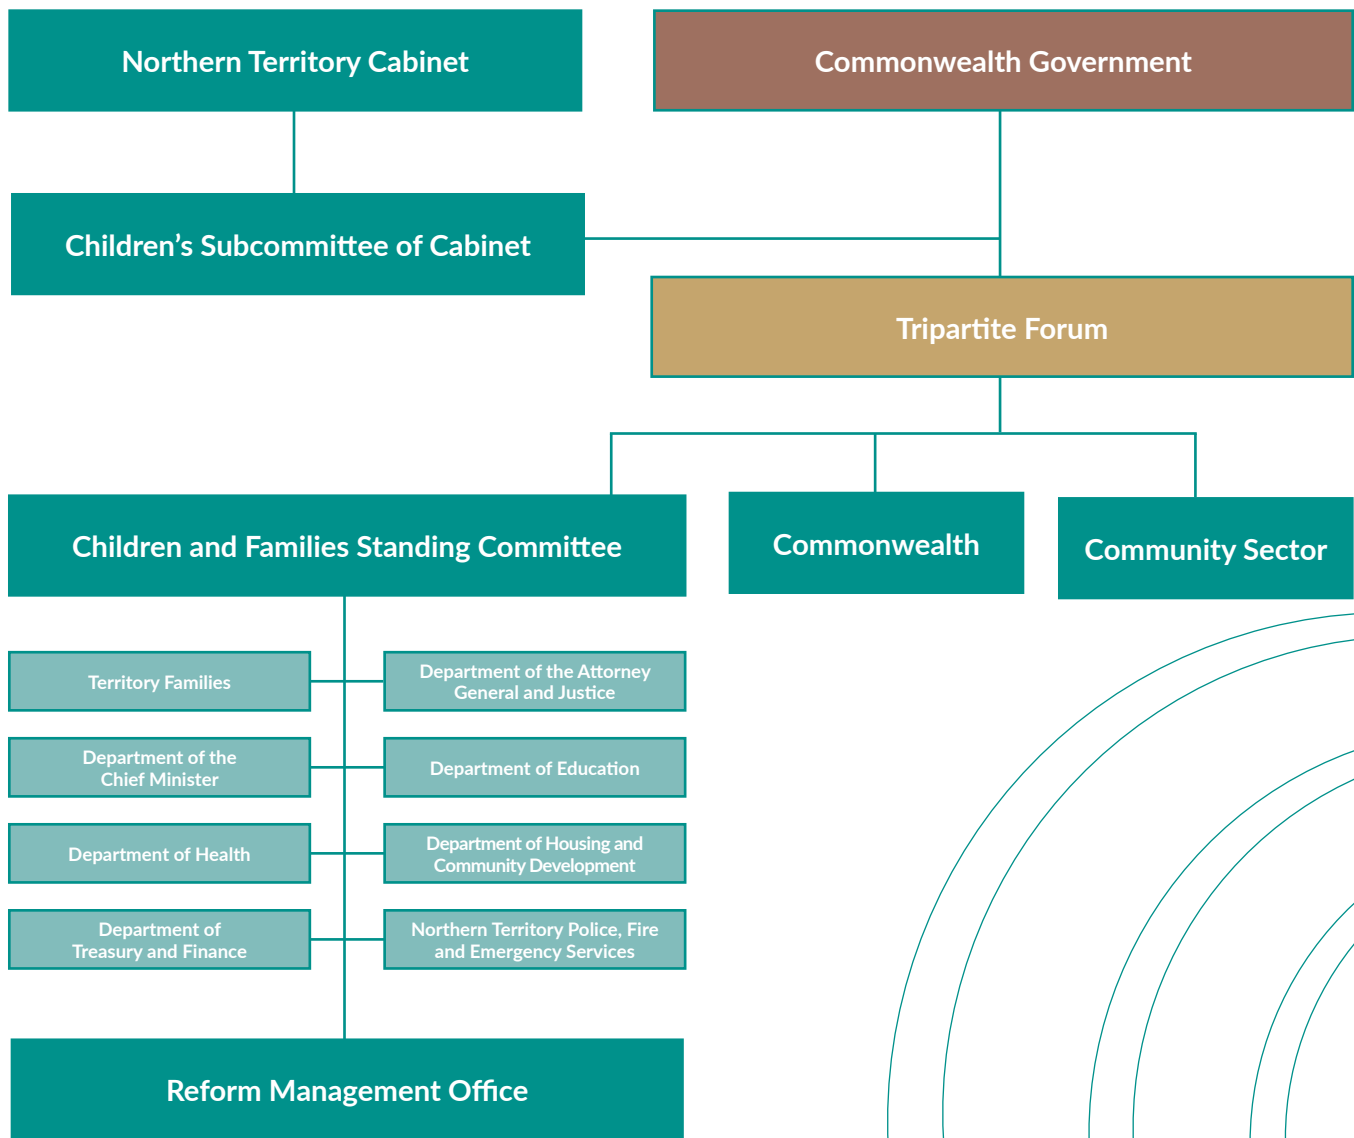 Northern Territory Cabinet
Commonwealth Government
Children’s Subcommittee of Cabinet
Tripartite Forum
Children and Families Standing Committee
Commonwealth
Community Sector
Territory Families
Department of the Attorney
General and Justice
Department of the
Chief Minister
Department of Education
Department of Health
Department of Housing and
Community Development
Department of
Treasury and Finance
Northern Territory Police, Fire
and Emergency Services
Reform Management Office